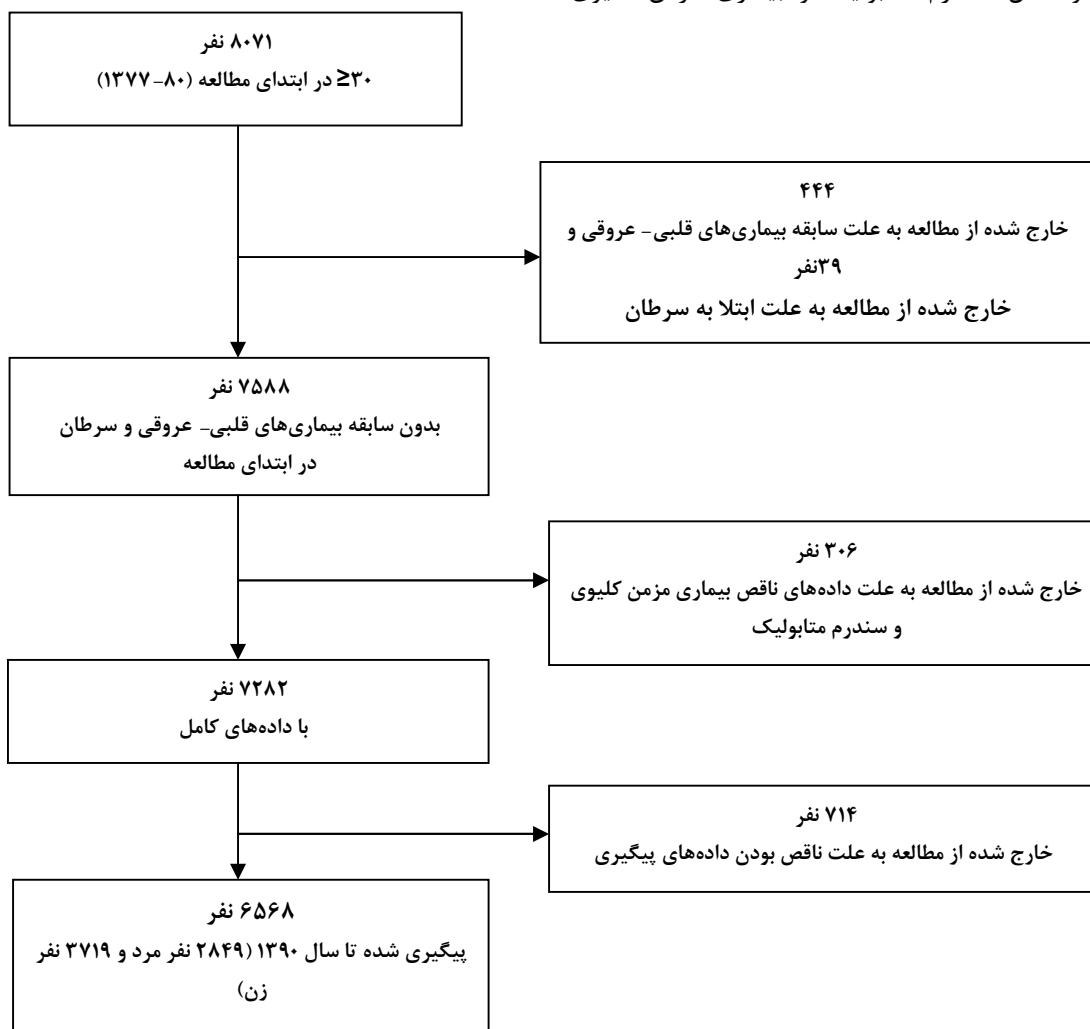 ۸۰۷۱ نفر
≥۳۰ در ابتدای مطالعه (۸۰-۱۳۷۷)
۴۴۴
خارج شده از مطالعه به علت سابقه بیماری‌های قلبی- عروقی و
۳۹نفر
خارج شده از مطالعه به علت ابتلا به سرطان
۷۵۸۸ نفر
بدون سابقه بیماری‌های قلبی- عروقی و سرطان
در ابتدای مطالعه
۳۰۶ نفر
خارج شده از مطالعه به علت داده‌های ناقص بیماری مزمن کلیوی
و سندرم متابولیک
۷۲۸۲ نفر
با داده‌های کامل
۷۱۴ نفر
خارج شده از مطالعه به علت ناقص بودن داده‌های پیگیری
۶۵۶۸ نفر
پیگیری شده تا سال ۱۳۹۰ (۲۸۴۹ نفر مرد و ۳۷۱۹ نفر
زن)